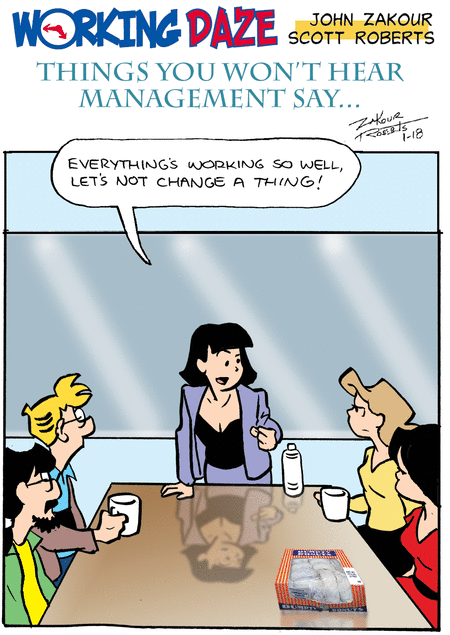 WORKING DAZE
JOHN ZAKOUR
SCOTT ROBERTS
THINGS YOU WON'T HEAR
MANAGEMENT SAY...
ZAKOUR
ROBERTS
1-18
EVERYTHING'S WORKING SO WELL,
LET'S NOT CHANGE A THING!